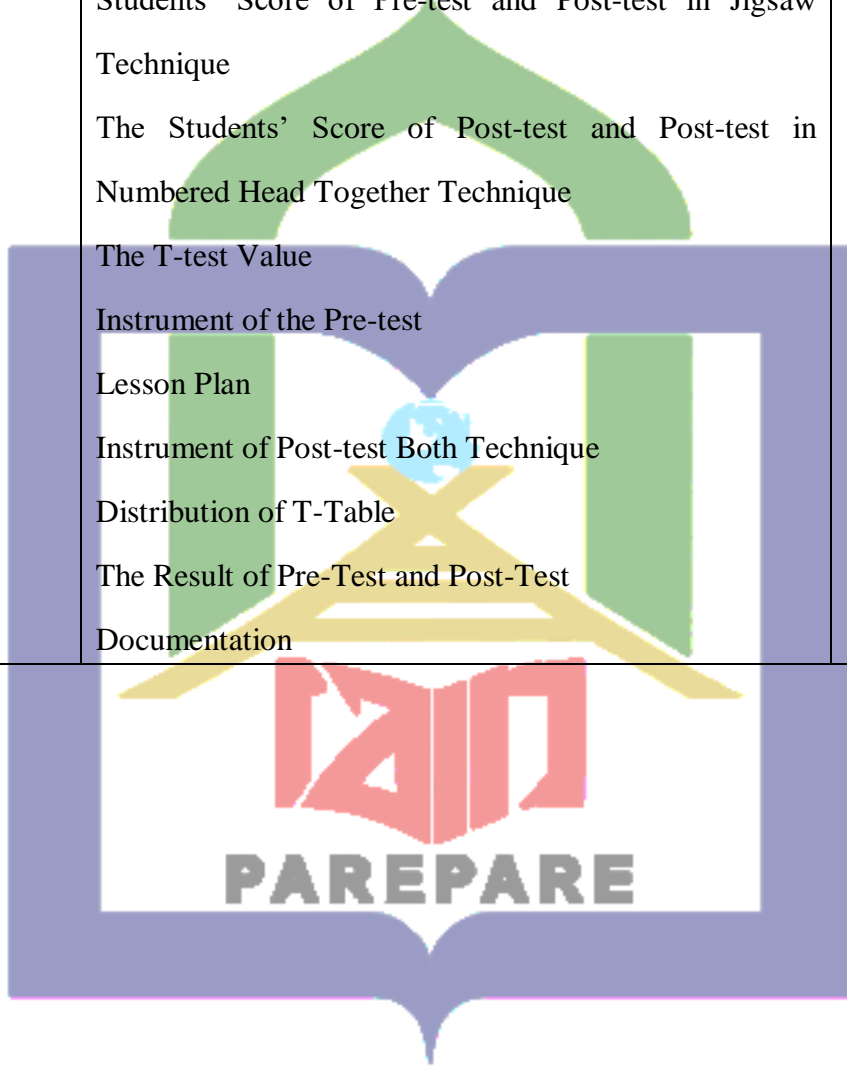 Students' Score of Pre-test and Post-test in Jigsaw
Technique
The Students' Score of Post-test and Post-test in
Numbered Head Together Technique
The T-test Value
Instrument of the Pre-test
Lesson Plan
Instrument of Post-test Both Technique
Distribution of T-Table
The Result of Pre-Test and Post-Test
Documentation
PAREPARE